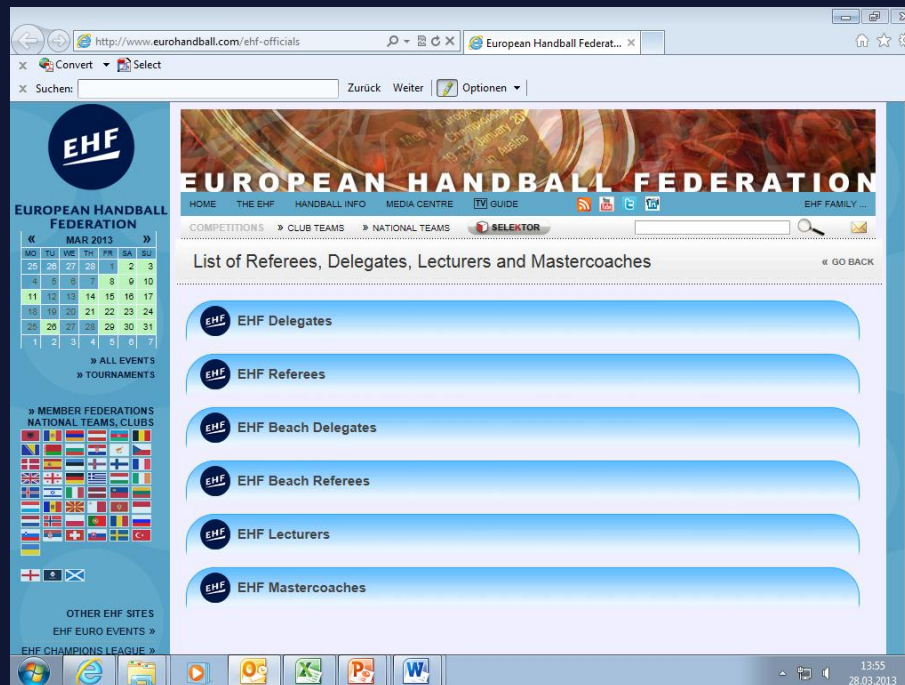 http://www.eurohandball.com/ehf-officials
European Handball Federat...
x Convert Select
x Suchen: Zurück Weiter Optionen
EHF
EUROPEAN HANDBALL FEDERATION
HOME THE EHF HANDBALL INFO MEDIA CENTRE TV GUIDE EHF FAMILY ...
COMPETITIONS » CLUB TEAMS » NATIONAL TEAMS SELEKTOR
List of Referees, Delegates, Lecturers and Mastercoaches « GO BACK
EHF EHF Delegates
EHF EHF Referees
EHF EHF Beach Delegates
EHF EHF Beach Referees
EHF EHF Lecturers
EHF EHF Mastercoaches
EUROPEAN HANDBALL
FEDERATION
« MAR 2013 »
MO TU WE TH FR SA SU
25 26 27 28 1 2 3
4 5 6 7 8 9 10
11 12 13 14 15 16 17
18 19 20 21 22 23 24
25 26 27 28 29 30 31
1 2 3 4 5 6 7
» ALL EVENTS
» TOURNAMENTS
» MEMBER FEDERATIONS
NATIONAL TEAMS, CLUBS
OTHER EHF SITES
EHF EURO EVENTS »
EHF CHAMPIONS LEAGUE »
13:55
28.03.2013